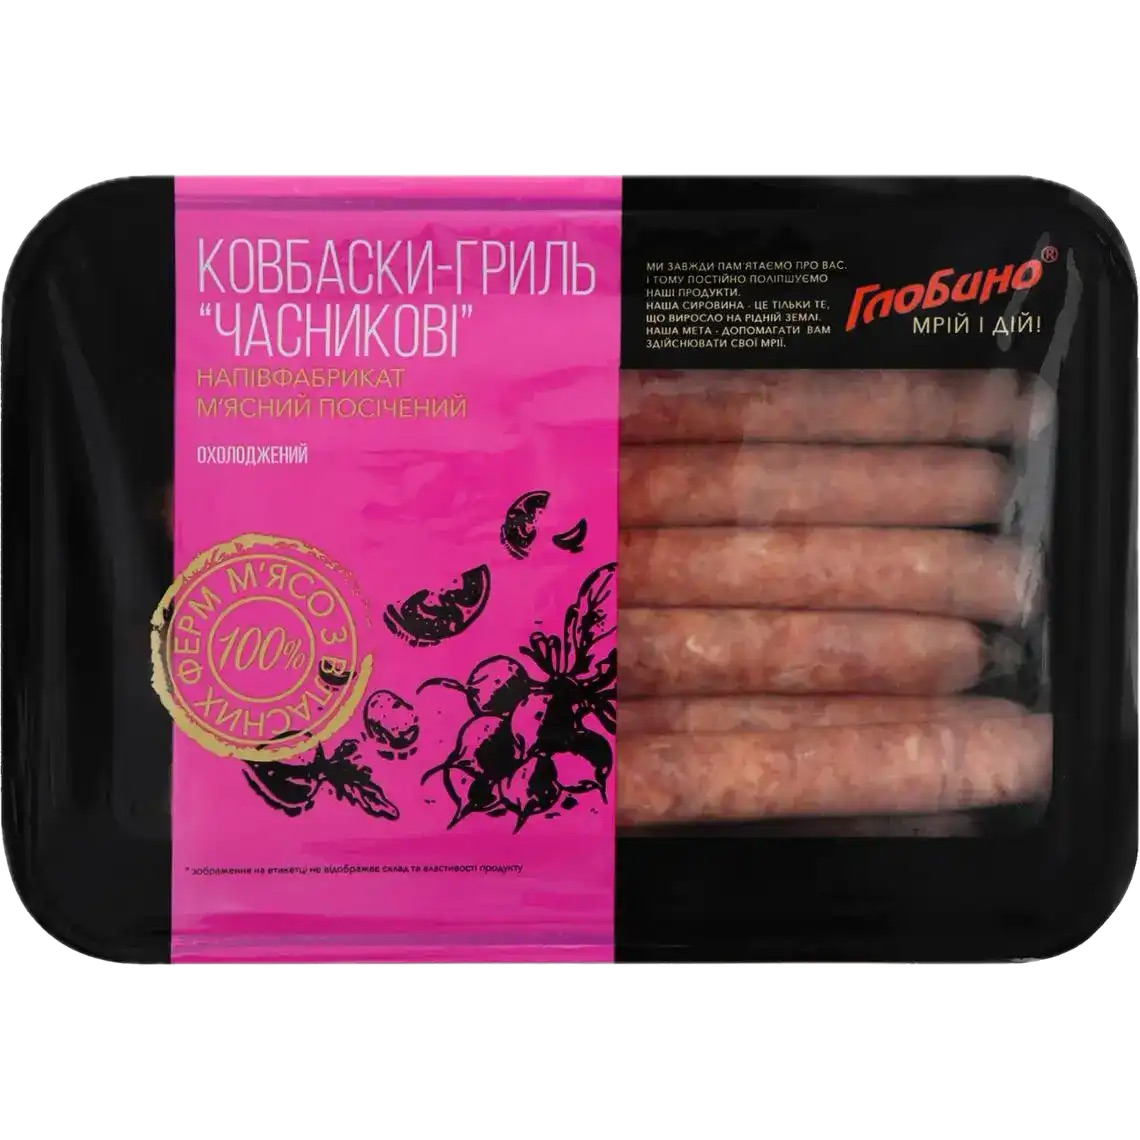 КОВБАСКИ-ГРИЛЬ
“ЧАСНИКОВІ”
НАПІВФАБРИКАТ
М’ЯСНИЙ ПОСІЧЕНИЙ
ОХОЛОДЖЕНИЙ
ФЕРМ М’ЯСО З ВЛАСНИХ
100%
* зображення на етикетці не відображає склад та властивості продукту
МИ ЗАВЖДИ ПАМ’ЯТАЄМО ПРО ВАС.
І ТОМУ ПОСТІЙНО ПОЛІПШУЄМО
НАШІ ПРОДУКТИ.
НАША СИРОВИНА - ЦЕ ТІЛЬКИ ТЕ,
ЩО ВИРОСЛО НА РІДНІЙ ЗЕМЛІ.
НАША МЕТА - ДОПОМАГАТИ ВАМ
ЗДІЙСНЮВАТИ СВОЇ МРІЇ.
Глобино®
МРІЙ І ДІЙ!